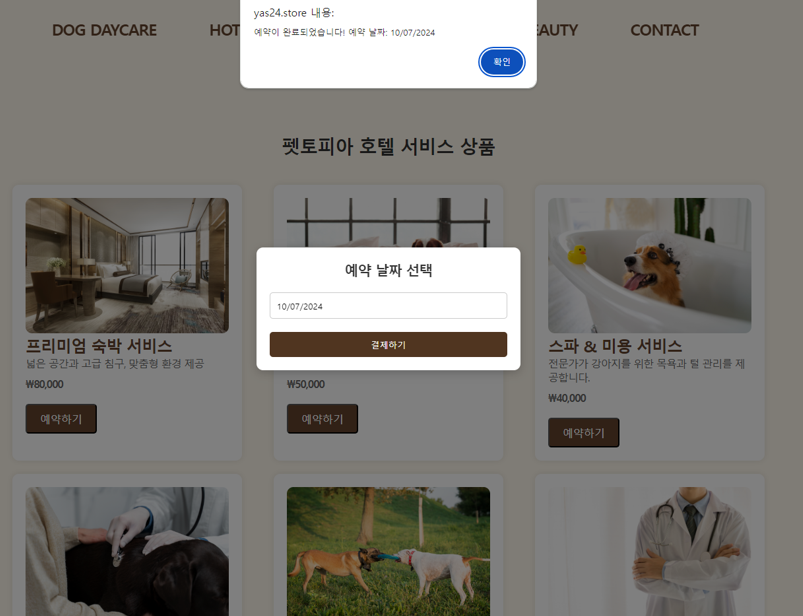 yas24.store 내용:
예약이 완료되었습니다! 예약 날짜: 10/07/2024
확인
DOG DAYCARE HOT EAUTY CONTACT
펫토피아 호텔 서비스 상품
예약 날짜 선택
10/07/2024
결제하기
프리미엄 숙박 서비스
넓은 공간과 고급 침구, 맞춤형 환경 제공
₩80,000
예약하기
₩50,000
예약하기
스파 & 미용 서비스
전문가가 강아지를 위한 목욕과 털 관리를 제
공합니다.
₩40,000
예약하기